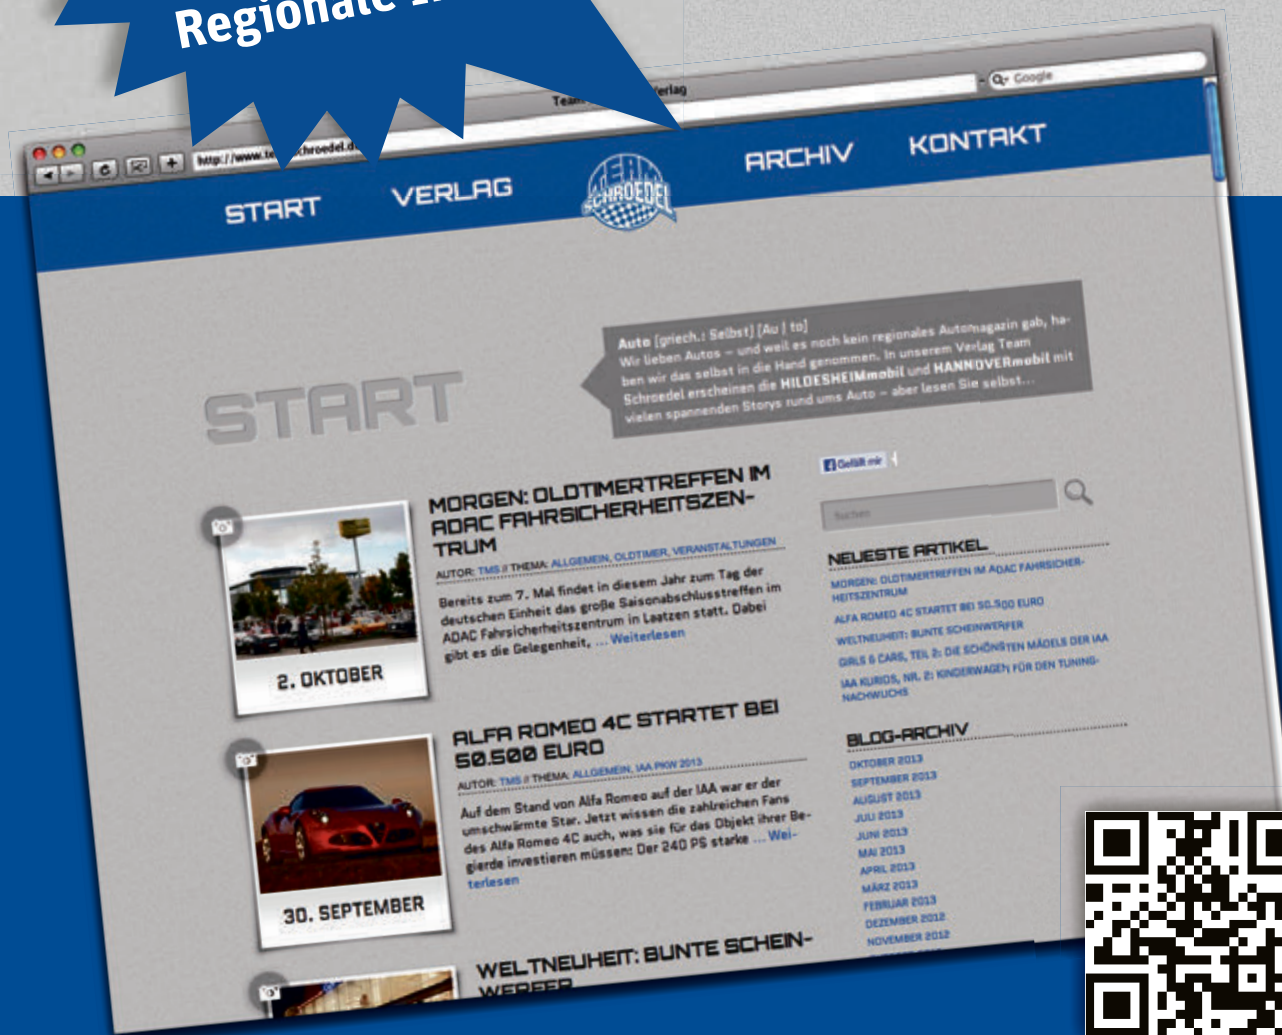 Regionale
Team
erlag
Google
START
VERLAG
TEAM
SCHROEDEL
ARCHIV
KONTAKT
START
Auto [griech.: Selbst] [Au | to]
Wir lieben Autos – und weil es noch kein regionales Automagazin gab, ha-
ben wir das selbst in die Hand genommen. In unserem Verlag Team
Schroedel erscheinen die HILDESHEIMmobil und HANNOVERmobil mit
vielen spannenden Storys rund ums Auto – aber lesen Sie selbst...
Gefällt mir
Suchen
MORGEN: OLDTIMERTREFFEN IM
ADAC FAHRSICHERHEITSZEN-
TRUM
AUTOR: TMS // THEMA: ALLGEMEIN, OLDTIMER, VERANSTALTUNGEN
Bereits zum 7. Mal findet in diesem Jahr zum Tag der
deutschen Einheit das große Saisonabschlusstreffen im
ADAC Fahrsicherheitszentrum in Laatzen statt. Dabei
gibt es die Gelegenheit, ... Weiterlesen
2. OKTOBER
ALFA ROMEO 4C STARTET BEI
50.500 EURO
AUTOR: TMS // THEMA: ALLGEMEIN, IAA PKW 2013
Auf dem Stand von Alfa Romeo auf der IAA war er der
umschwärmte Star. Jetzt wissen die zahlreichen Fans
des Alfa Romeo 4C auch, was sie für das Objekt ihrer Be-
gierde investieren müssen: Der 240 PS starke ... Wei-
terlesen
30. SEPTEMBER
WELTNEUHEIT: BUNTE SCHEIN-
WERFER
NEUESTE ARTIKEL
MORGEN: OLDTIMERTREFFEN IM ADAC FAHRSICHER-
HEITSZENTRUM
ALFA ROMEO 4C STARTET BEI 50.500 EURO
WELTNEUHEIT: BUNTE SCHEINWERFER
GIRLS & CARS, TEIL 2: DIE SCHÖNSTEN MÄDELS DER IAA
IAA KURIOS, NR. 2: KINDERWAGEN FÜR DEN TUNING-
NACHWUCHS
BLOG-ARCHIV
OKTOBER 2013
SEPTEMBER 2013
AUGUST 2013
JULI 2013
JUNI 2013
MAI 2013
APRIL 2013
MÄRZ 2013
FEBRUAR 2013
DEZEMBER 2012
NOVEMBER 2012